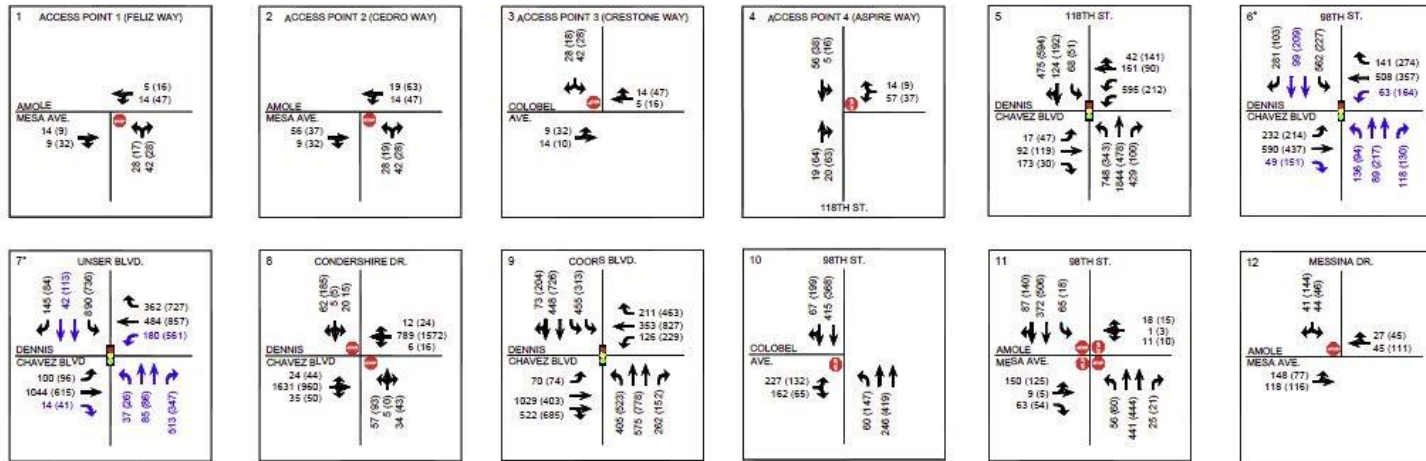 1 ACCESS POINT 1 (FELIZ WAY)
5 (16)
14 (47)
AMOLE
MESA AVE.
STOP
14 (9)
9 (32)
28 (17)
42 (28)
2 ACCESS POINT 2 (CEDRO WAY)
19 (63)
14 (47)
AMOLE
MESA AVE.
STOP
56 (37)
9 (32)
28 (19)
42 (28)
3 ACCESS POINT 3 (CRESTONE WAY)
28 (18)
42 (28)
STOP
14 (47)
5 (16)
COLOBEL
AVE.
9 (32)
14 (10)
4 ACCESS POINT 4 (ASPIRE WAY)
56 (38)
5 (16)
14 (9)
57 (37)
19 (64)
20 (63)
118TH ST.
5 118TH ST.
475 (594)
124 (192)
68 (51)
42 (141)
161 (90)
595 (212)
DENNIS
CHAVEZ BLVD
17 (47)
92 (119)
173 (30)
748 (343)
1844 (478)
429 (100)
6* 98TH ST.
281 (103)
99 (209)
562 (227)
141 (274)
508 (357)
63 (164)
DENNIS
CHAVEZ BLVD
232 (214)
590 (437)
49 (151)
136 (94)
89 (217)
118 (130)
7* UNSER BLVD.
145 (84)
42 (113)
890 (736)
362 (727)
484 (857)
180 (561)
DENNIS
CHAVEZ BLVD
100 (96)
1044 (615)
14 (41)
37 (26)
85 (86)
513 (347)
8 CONDERSHIRE DR.
62 (185)
5 (5)
20 15)
12 (24)
789 (1572)
6 (16)
DENNIS
CHAVEZ BLVD
STOP
STOP
24 (44)
1631 (960)
35 (50)
57 (93)
5 (0)
34 (43)
9 COORS BLVD.
73 (204)
448 (726)
455 (313)
211 (463)
353 (827)
126 (229)
DENNIS
CHAVEZ BLVD
70 (74)
1029 (403)
522 (685)
405 (523)
575 (778)
262 (152)
10 98TH ST.
67 (199)
415 (368)
COLOBEL
AVE.
227 (132)
162 (65)
60 (147)
246 (419)
11 98TH ST.
87 (140)
372 (506)
65 (18)
18 (15)
1 (3)
11 (10)
AMOLE
MESA AVE.
STOP
STOP
150 (125)
9 (5)
63 (54)
56 (60)
441 (444)
25 (21)
12 MESSINA DR.
41 (144)
44 (46)
27 (45)
45 (111)
AMOLE
MESA AVE.
STOP
148 (77)
118 (116)